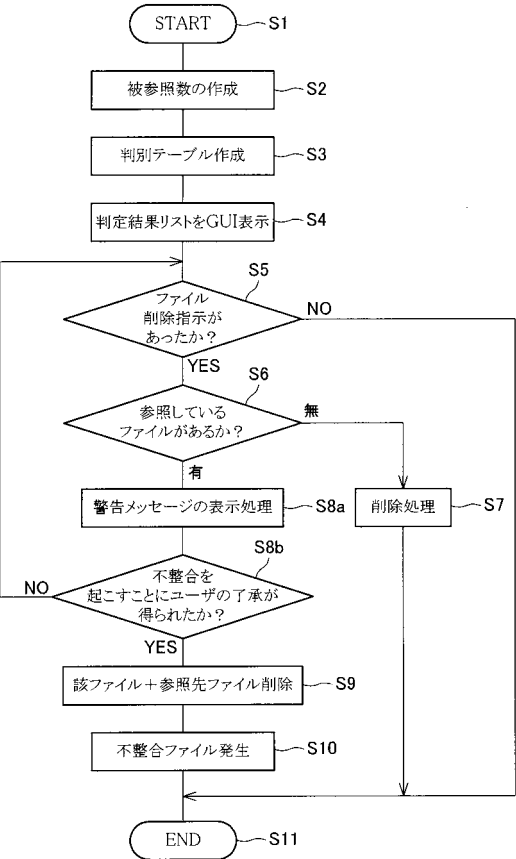 START
S1
被参照数の作成
S2
判別テーブル作成
S3
判定結果リストをGUI表示
S4
S5
ファイル
削除指示が
あったか？
NO
YES
S6
参照している
ファイルがあるか？
無
有
警告メッセージの表示処理
S8a
削除処理
S7
S8b
不整合を
起こすことにユーザの了承が
得られたか？
NO
YES
該ファイル＋参照先ファイル削除
S9
不整合ファイル発生
S10
END
S11